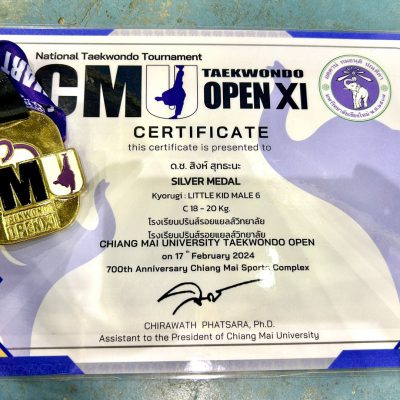 National Taekwondo Tournament
CMU TAEKWONDO
OPEN XI
CERTIFICATE
this certificate is presented to
ด.ช. สิงห์ สุทธนะ
SILVER MEDAL
Kyorugi : LITTLE KID MALE 6
C 18 - 20 Kg.
โรงเรียนปรินส์รอยแยลส์วิทยาลัย
โรงเรียนปรินส์รอยแยลส์วิทยาลัย
CHIANG MAI UNIVERSITY TAEKWONDO OPEN
on 17th February 2024
700th Anniversary Chiang Mai Sports Complex
CHIRAWATH PHATSARA, Ph.D.
Assistant to the President of Chiang Mai University
MU
TAEKWONDO
OPEN XI